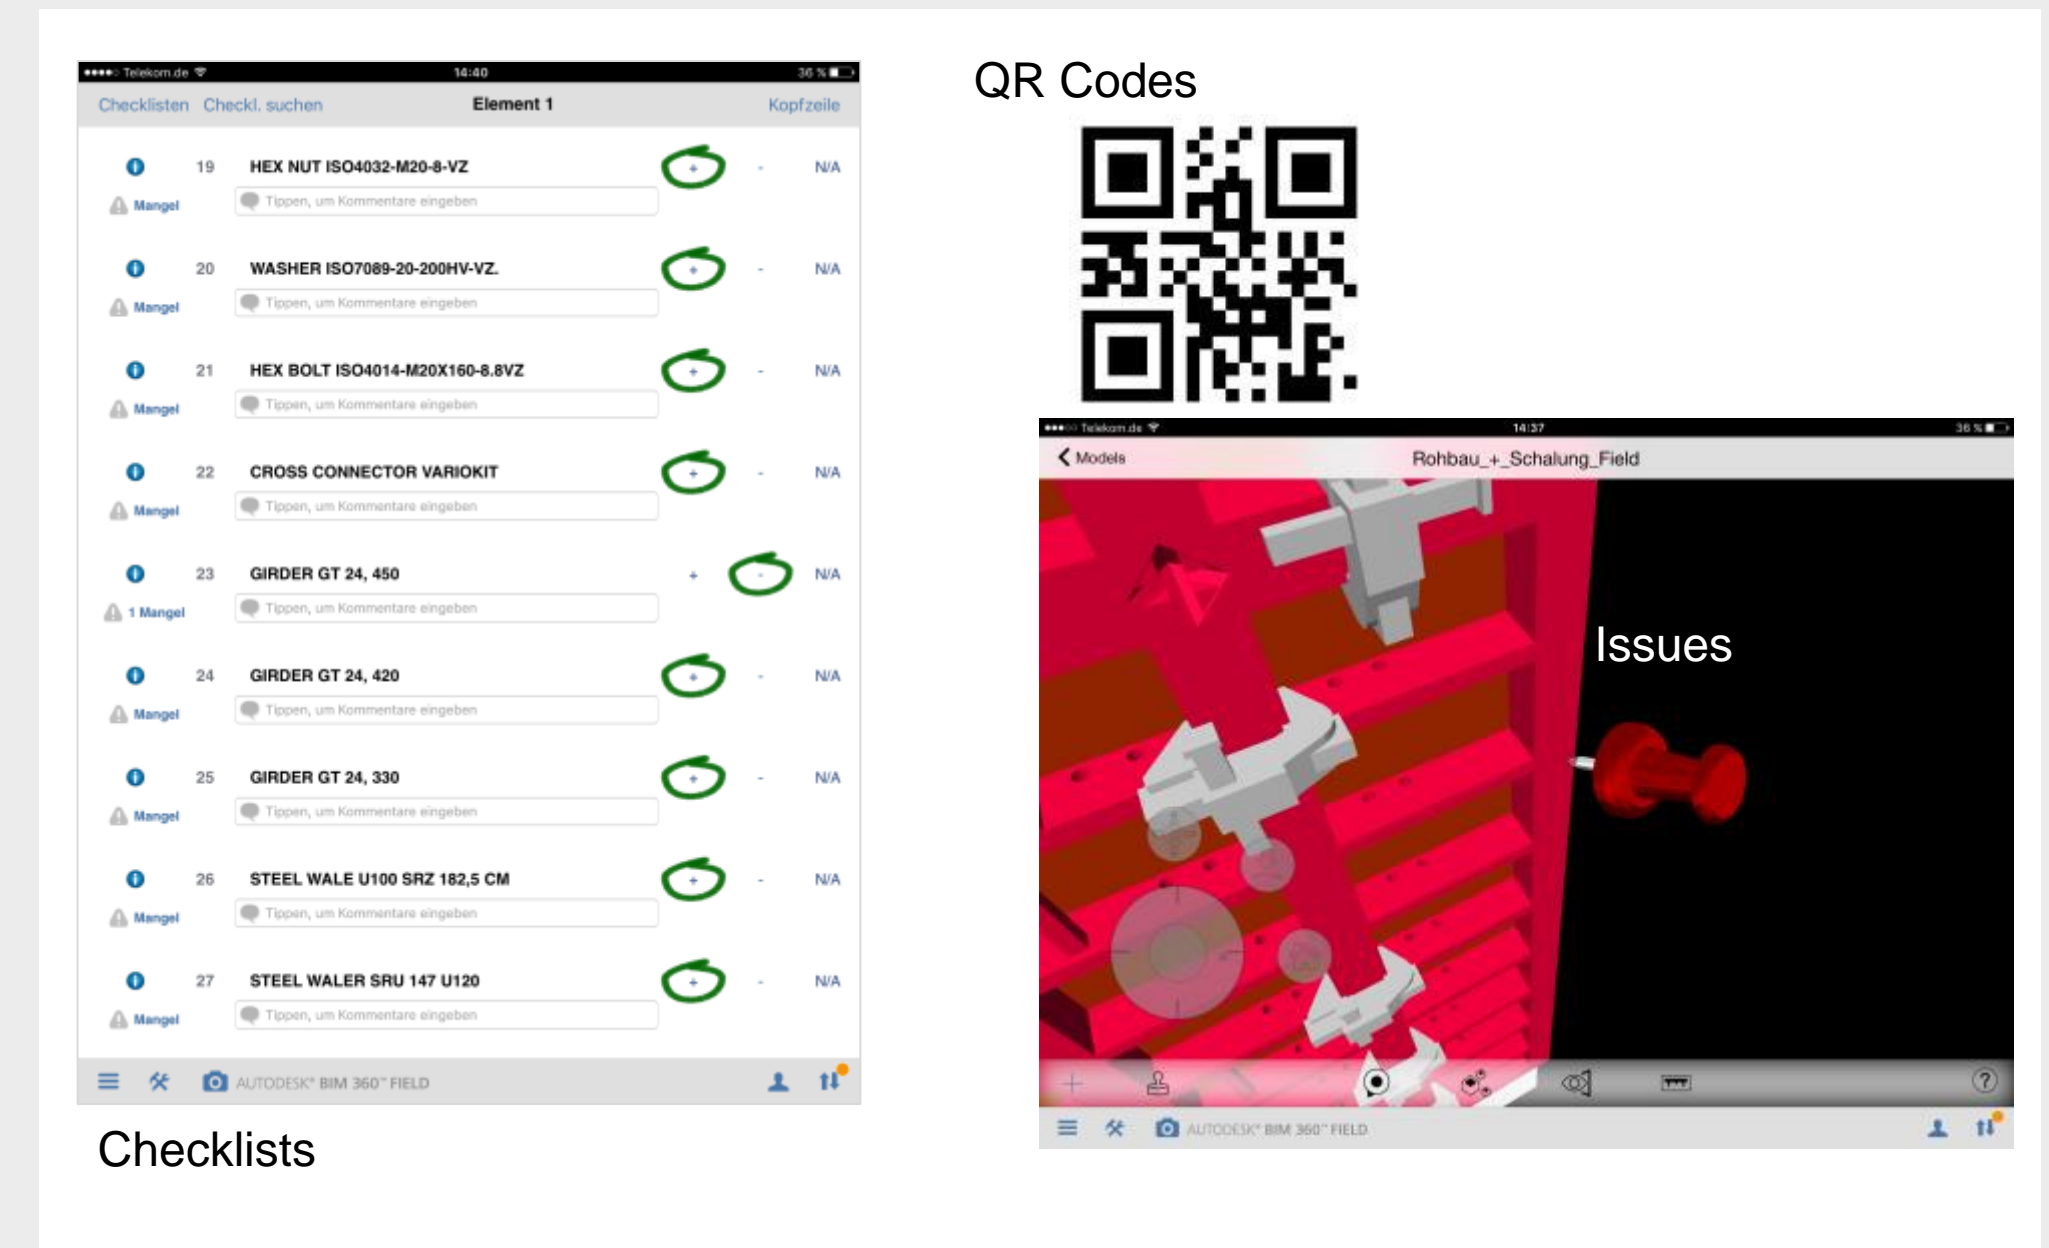 Telekom.de 14:40 36 %
Checklisten Checkl. suchen Element 1 Kopfzeile
19 HEX NUT ISO4032-M20-8-VZ + - N/A
Mangel Tippen, um Kommentare eingeben
20 WASHER ISO7089-20-200HV-VZ. + - N/A
Mangel Tippen, um Kommentare eingeben
21 HEX BOLT ISO4014-M20X160-8.8VZ + - N/A
Mangel Tippen, um Kommentare eingeben
22 CROSS CONNECTOR VARIOKIT + - N/A
Mangel Tippen, um Kommentare eingeben
23 GIRDER GT 24, 450 + - N/A
1 Mangel Tippen, um Kommentare eingeben
24 GIRDER GT 24, 420 + - N/A
Mangel Tippen, um Kommentare eingeben
25 GIRDER GT 24, 330 + - N/A
Mangel Tippen, um Kommentare eingeben
26 STEEL WALE U100 SRZ 182,5 CM + - N/A
Mangel Tippen, um Kommentare eingeben
27 STEEL WALER SRU 147 U120 + - N/A
Mangel Tippen, um Kommentare eingeben
AUTODESK® BIM 360™ FIELD
Checklists
QR Codes
Telekom.de 14:37 36 %
Models Rohbau_+_Schalung_Field
Issues
AUTODESK® BIM 360™ FIELD